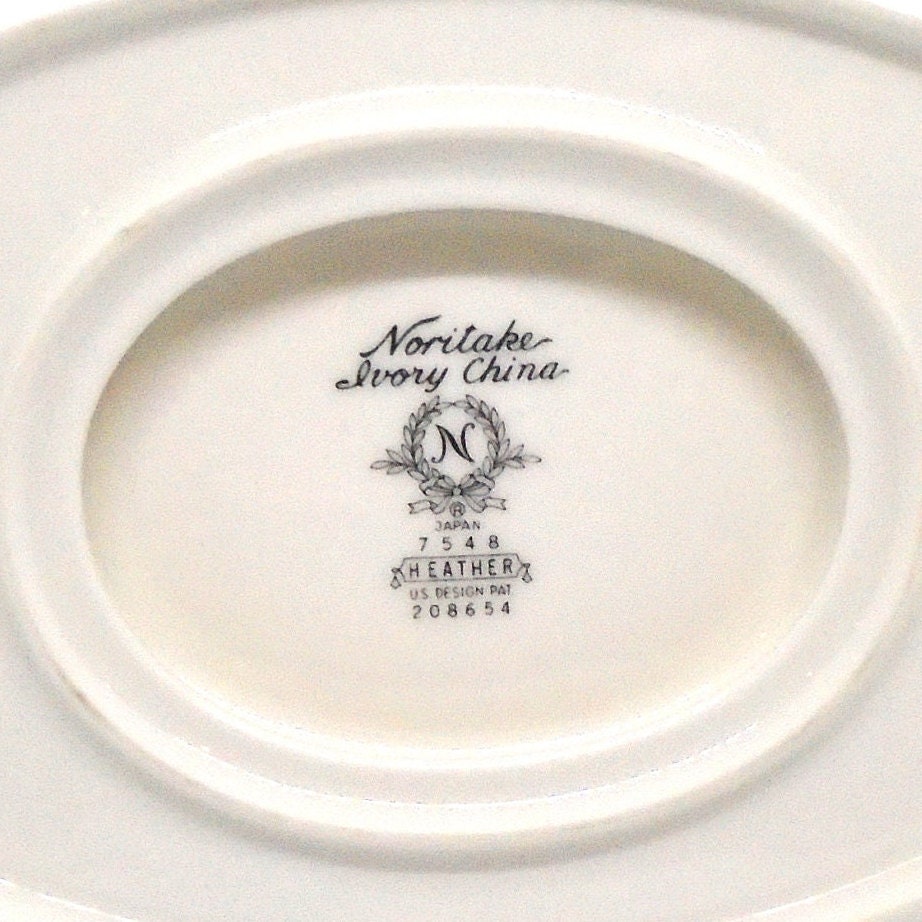 Noritake
Ivory China
N
®
JAPAN
7548
HEATHER
U.S. DESIGN PAT.
208654